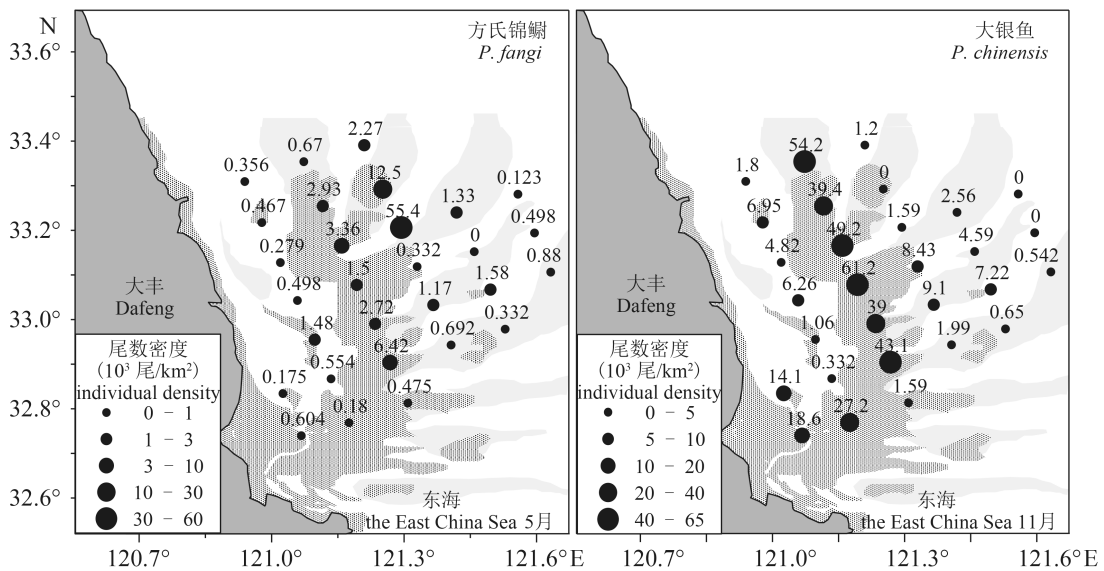 N
33.6°
33.4°
33.2°
33.0°
32.8°
32.6°
方氏锦鳚
P. fangi
2.27
0.67
0.356
12.5
2.93
1.33
0.123
0.467
55.4
0.498
3.36
0
0.279
0.332
0.88
1.5
1.58
0.498
1.17
2.72
0.332
1.48
0.692
6.42
0.554
0.175
0.475
0.18
0.604
大丰
Dafeng
尾数密度
(10³ 尾/km²)
individual density
0 – 1
1 – 3
3 – 10
10 – 30
30 – 60
东海
the East China Sea 5月
120.7°
121.0°
121.3°
121.6°E
大银鱼
P. chinensis
1.2
54.2
1.8
0
0
39.4
2.56
6.95
1.59
0
49.2
4.59
4.82
8.43
0.542
61.2
7.22
6.26
9.1
39
0.65
1.06
1.99
43.1
0.332
14.1
1.59
27.2
18.6
大丰
Dafeng
尾数密度
(10³ 尾/km²)
individual density
0 – 5
5 – 10
10 – 20
20 – 40
40 – 65
东海
the East China Sea 11月
120.7°
121.0°
121.3°
121.6°E